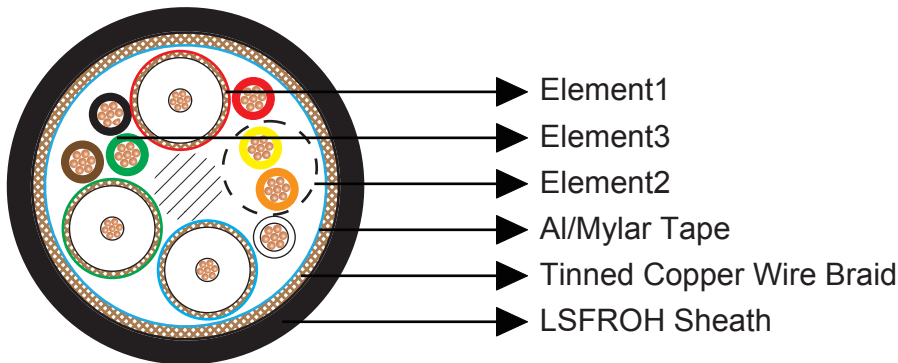 Element1
Element3
Element2
Al/Mylar Tape
Tinned Copper Wire Braid
LSFROH Sheath